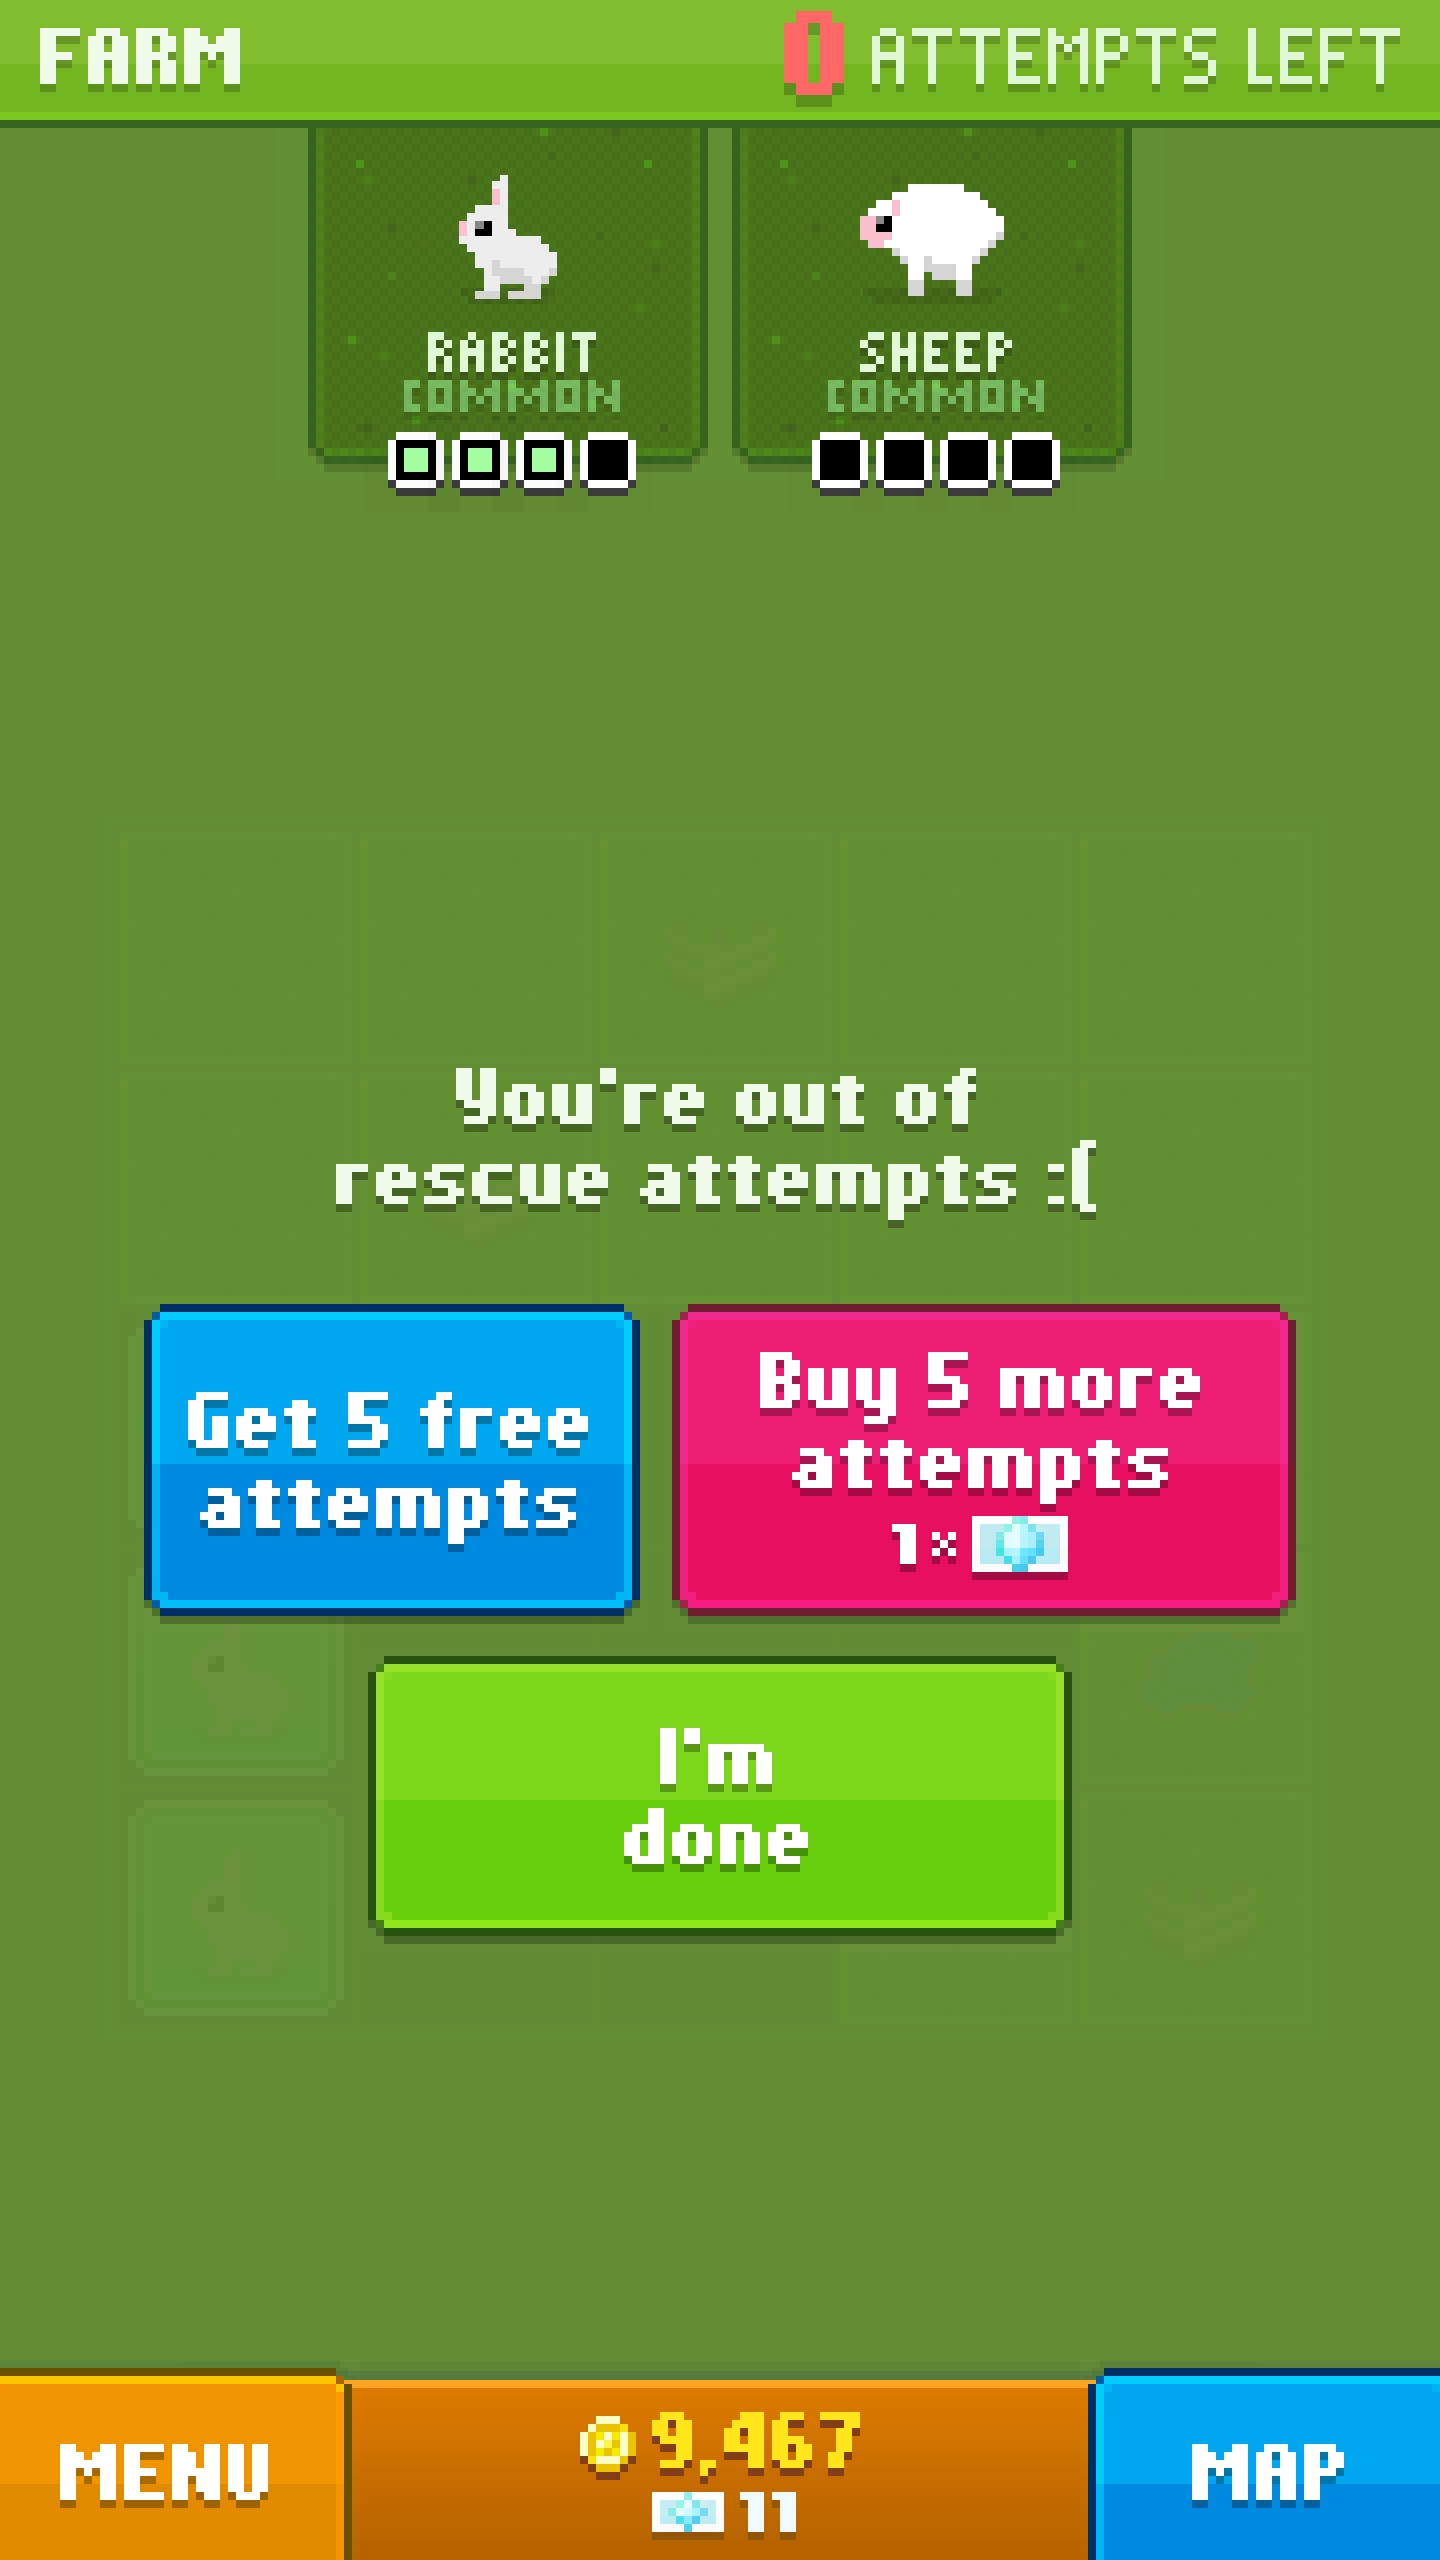 FARM
0 ATTEMPTS LEFT
RABBIT
COMMON
SHEEP
COMMON
You're out of
rescue attempts :(
Get 5 free
attempts
Buy 5 more
attempts
1×
I'm
done
MENU
9,467
11
MAP